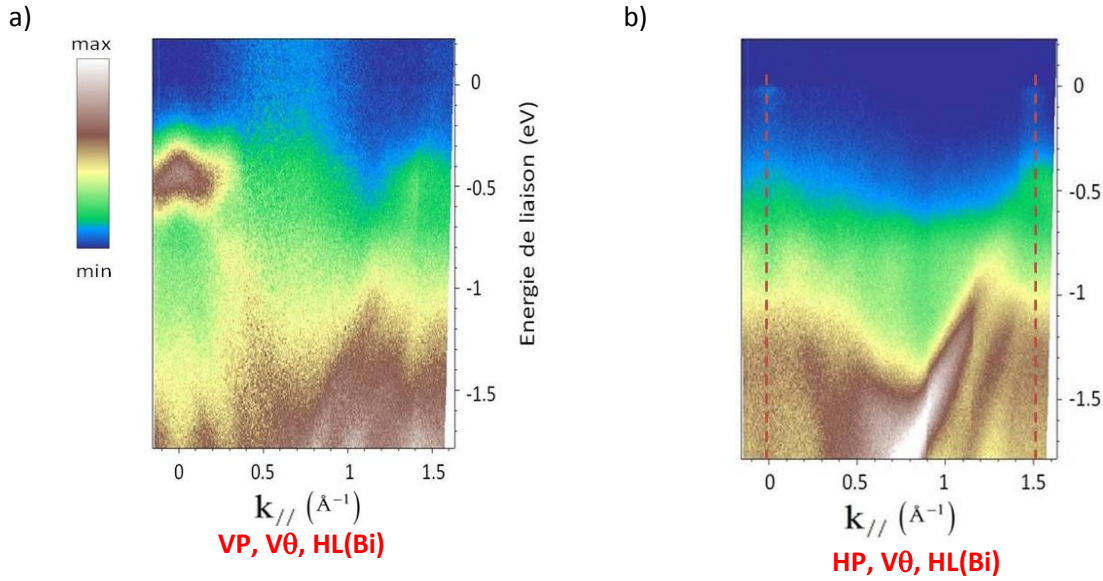 a)
max
min
0
-0.5
-1
-1.5
Energie de liaison (eV)
0
0.5
1
1.5
k// (Å⁻¹)
VP, Vθ, HL(Bi)
b)
0
-0.5
-1
-1.5
0
0.5
1
1.5
k// (Å⁻¹)
HP, Vθ, HL(Bi)